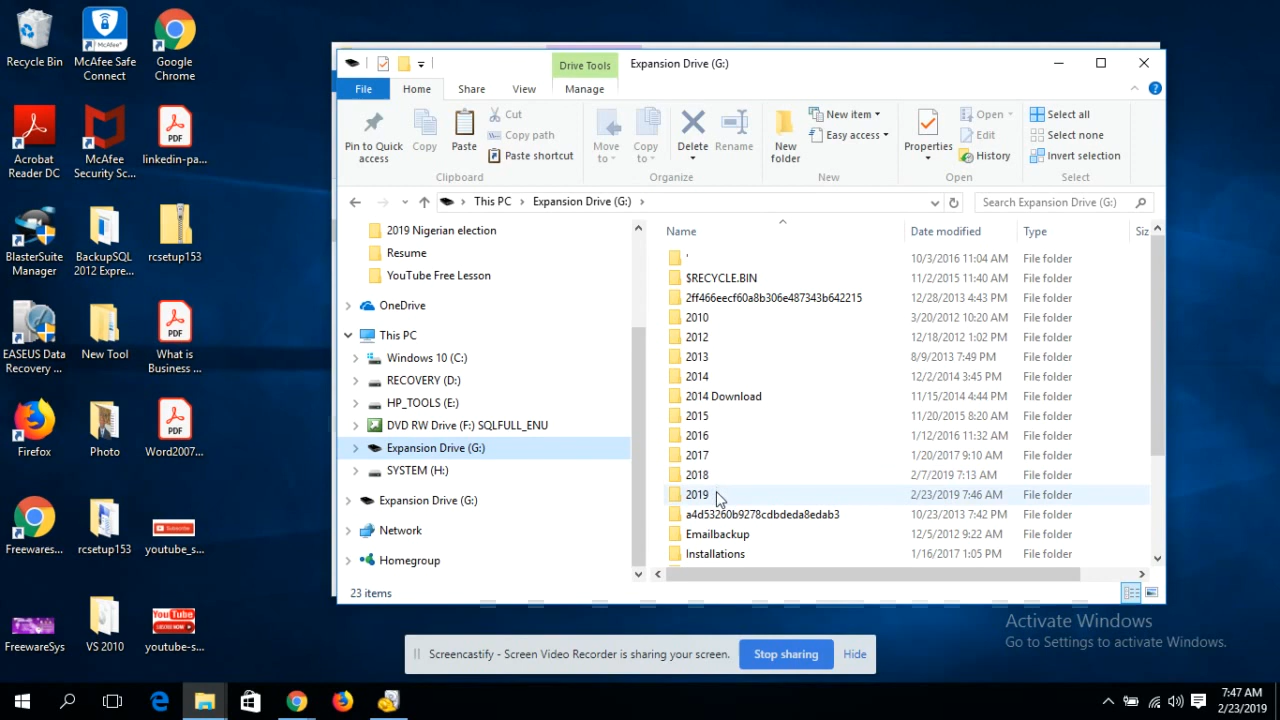 Recycle Bin
McAfee Safe
Connect
Google
Chrome
Acrobat
Reader DC
McAfee
Security Sc...
linkedin-pa...
BlasterSuite
Manager
BackupSQL
2012 Expre...
rcsetup153
EASEUS Data
Recovery ...
New Tool
What is
Business ...
Firefox
Photo
Word2007...
Freewares...
rcsetup153
youtube_s...
FreewareSys
VS 2010
youtube-s...
Drive Tools
Expansion Drive (G:)
File
Home
Share
View
Manage
Pin to Quick
access
Copy
Paste
Cut
Copy path
Paste shortcut
Clipboard
Move
to
Copy
to
Delete
Rename
Organize
New
folder
New item
Easy access
New
Properties
Open
Edit
History
Open
Select all
Select none
Invert selection
Select
This PC > Expansion Drive (G:) >
Search Expansion Drive (G:)
2019 Nigerian election
Resume
YouTube Free Lesson
OneDrive
This PC
Windows 10 (C:)
RECOVERY (D:)
HP_TOOLS (E:)
DVD RW Drive (F:) SQLFULL_ENU
Expansion Drive (G:)
SYSTEM (H:)
Expansion Drive (G:)
Network
Homegroup
Name Date modified Type Siz
' 10/3/2016 11:04 AM File folder
$RECYCLE.BIN 11/2/2015 11:40 AM File folder
2ff466eecf60a8b306e487343b642215 12/28/2013 4:43 PM File folder
2010 3/20/2012 10:20 AM File folder
2012 12/18/2012 1:02 PM File folder
2013 8/9/2013 7:49 PM File folder
2014 12/2/2014 3:45 PM File folder
2014 Download 11/15/2014 4:44 PM File folder
2015 11/20/2015 8:20 AM File folder
2016 1/12/2016 11:32 AM File folder
2017 1/20/2017 9:10 AM File folder
2018 2/7/2019 7:13 AM File folder
2019 2/23/2019 7:46 AM File folder
a4d53260b9278cdbdeda8edab3 10/23/2013 7:42 PM File folder
Emailbackup 12/5/2012 9:22 AM File folder
Installations 1/16/2017 1:05 PM File folder
23 items
Activate Windows
Go to Settings to activate Windows.
Screencastify - Screen Video Recorder is sharing your screen.
Stop sharing
Hide
7:47 AM
2/23/2019